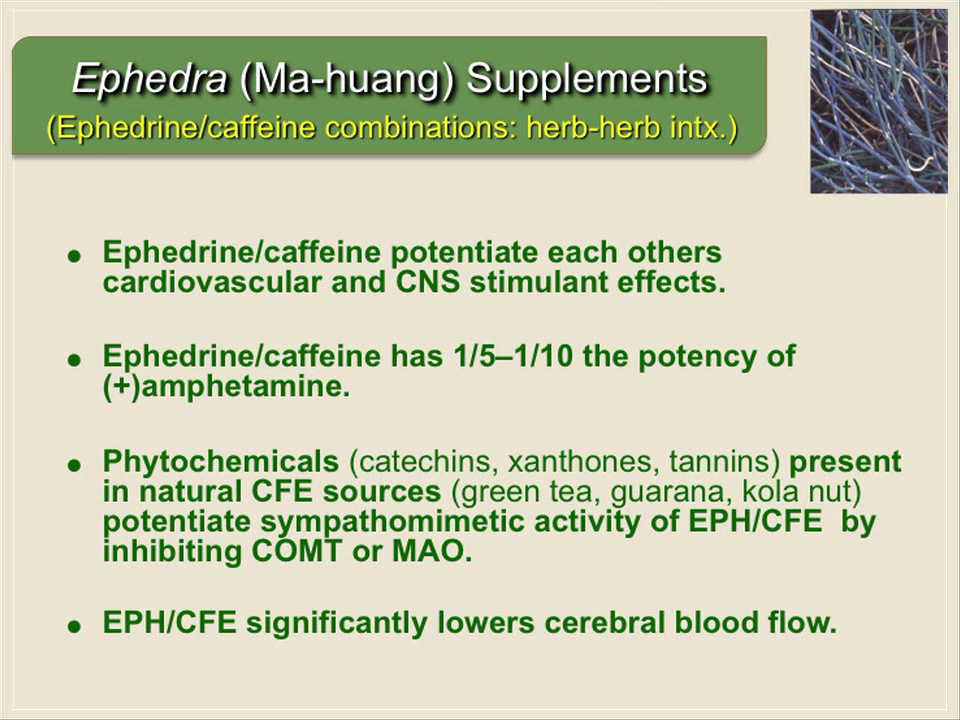 Ephedra (Ma-huang) Supplements
(Ephedrine/caffeine combinations: herb-herb intx.)
● Ephedrine/caffeine potentiate each others
cardiovascular and CNS stimulant effects.
● Ephedrine/caffeine has 1/5–1/10 the potency of
(+)amphetamine.
● Phytochemicals (catechins, xanthones, tannins) present
in natural CFE sources (green tea, guarana, kola nut)
potentiate sympathomimetic activity of EPH/CFE  by
inhibiting COMT or MAO.
● EPH/CFE significantly lowers cerebral blood flow.